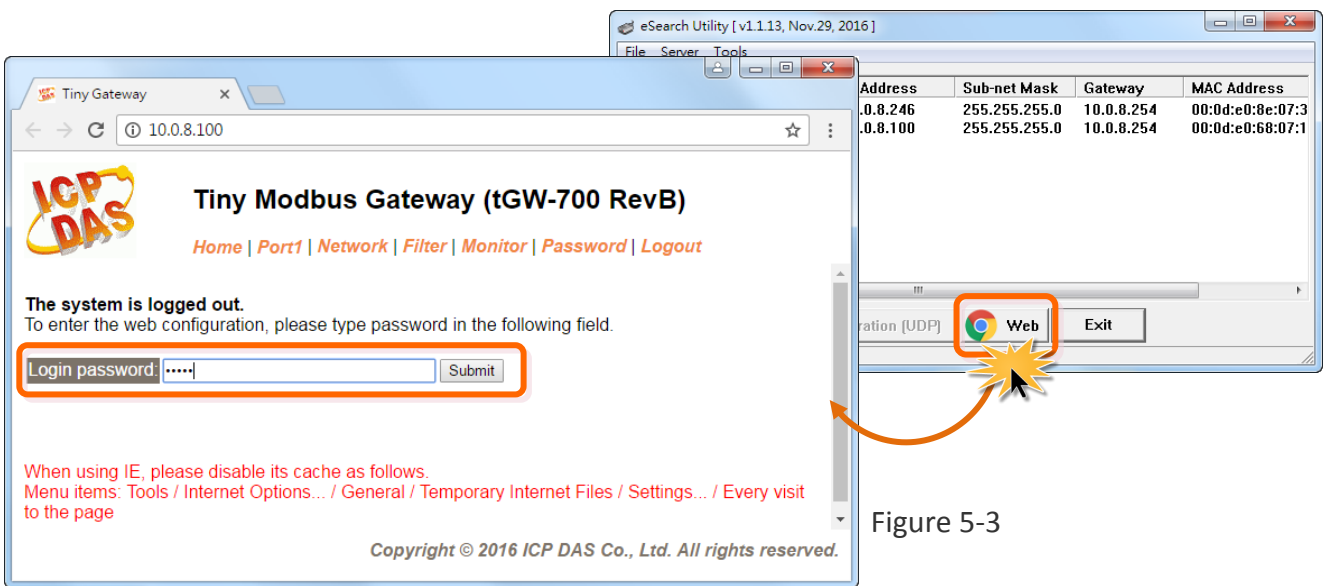 eSearch Utility [ v1.1.13, Nov.29, 2016 ]
File Server Tools
Address Sub-net Mask Gateway MAC Address
.0.8.246 255.255.255.0 10.0.8.254 00:0d:e0:8e:07:3
.0.8.100 255.255.255.0 10.0.8.254 00:0d:e0:68:07:1
ration (UDP) Web Exit
Tiny Gateway
10.0.8.100
ICP
DAS
Tiny Modbus Gateway (tGW-700 RevB)
Home | Port1 | Network | Filter | Monitor | Password | Logout
The system is logged out.
To enter the web configuration, please type password in the following field.
Login password: ••••• Submit
When using IE, please disable its cache as follows.
Menu items: Tools / Internet Options... / General / Temporary Internet Files / Settings... / Every visit
to the page
Copyright © 2016 ICP DAS Co., Ltd. All rights reserved.
Figure 5-3